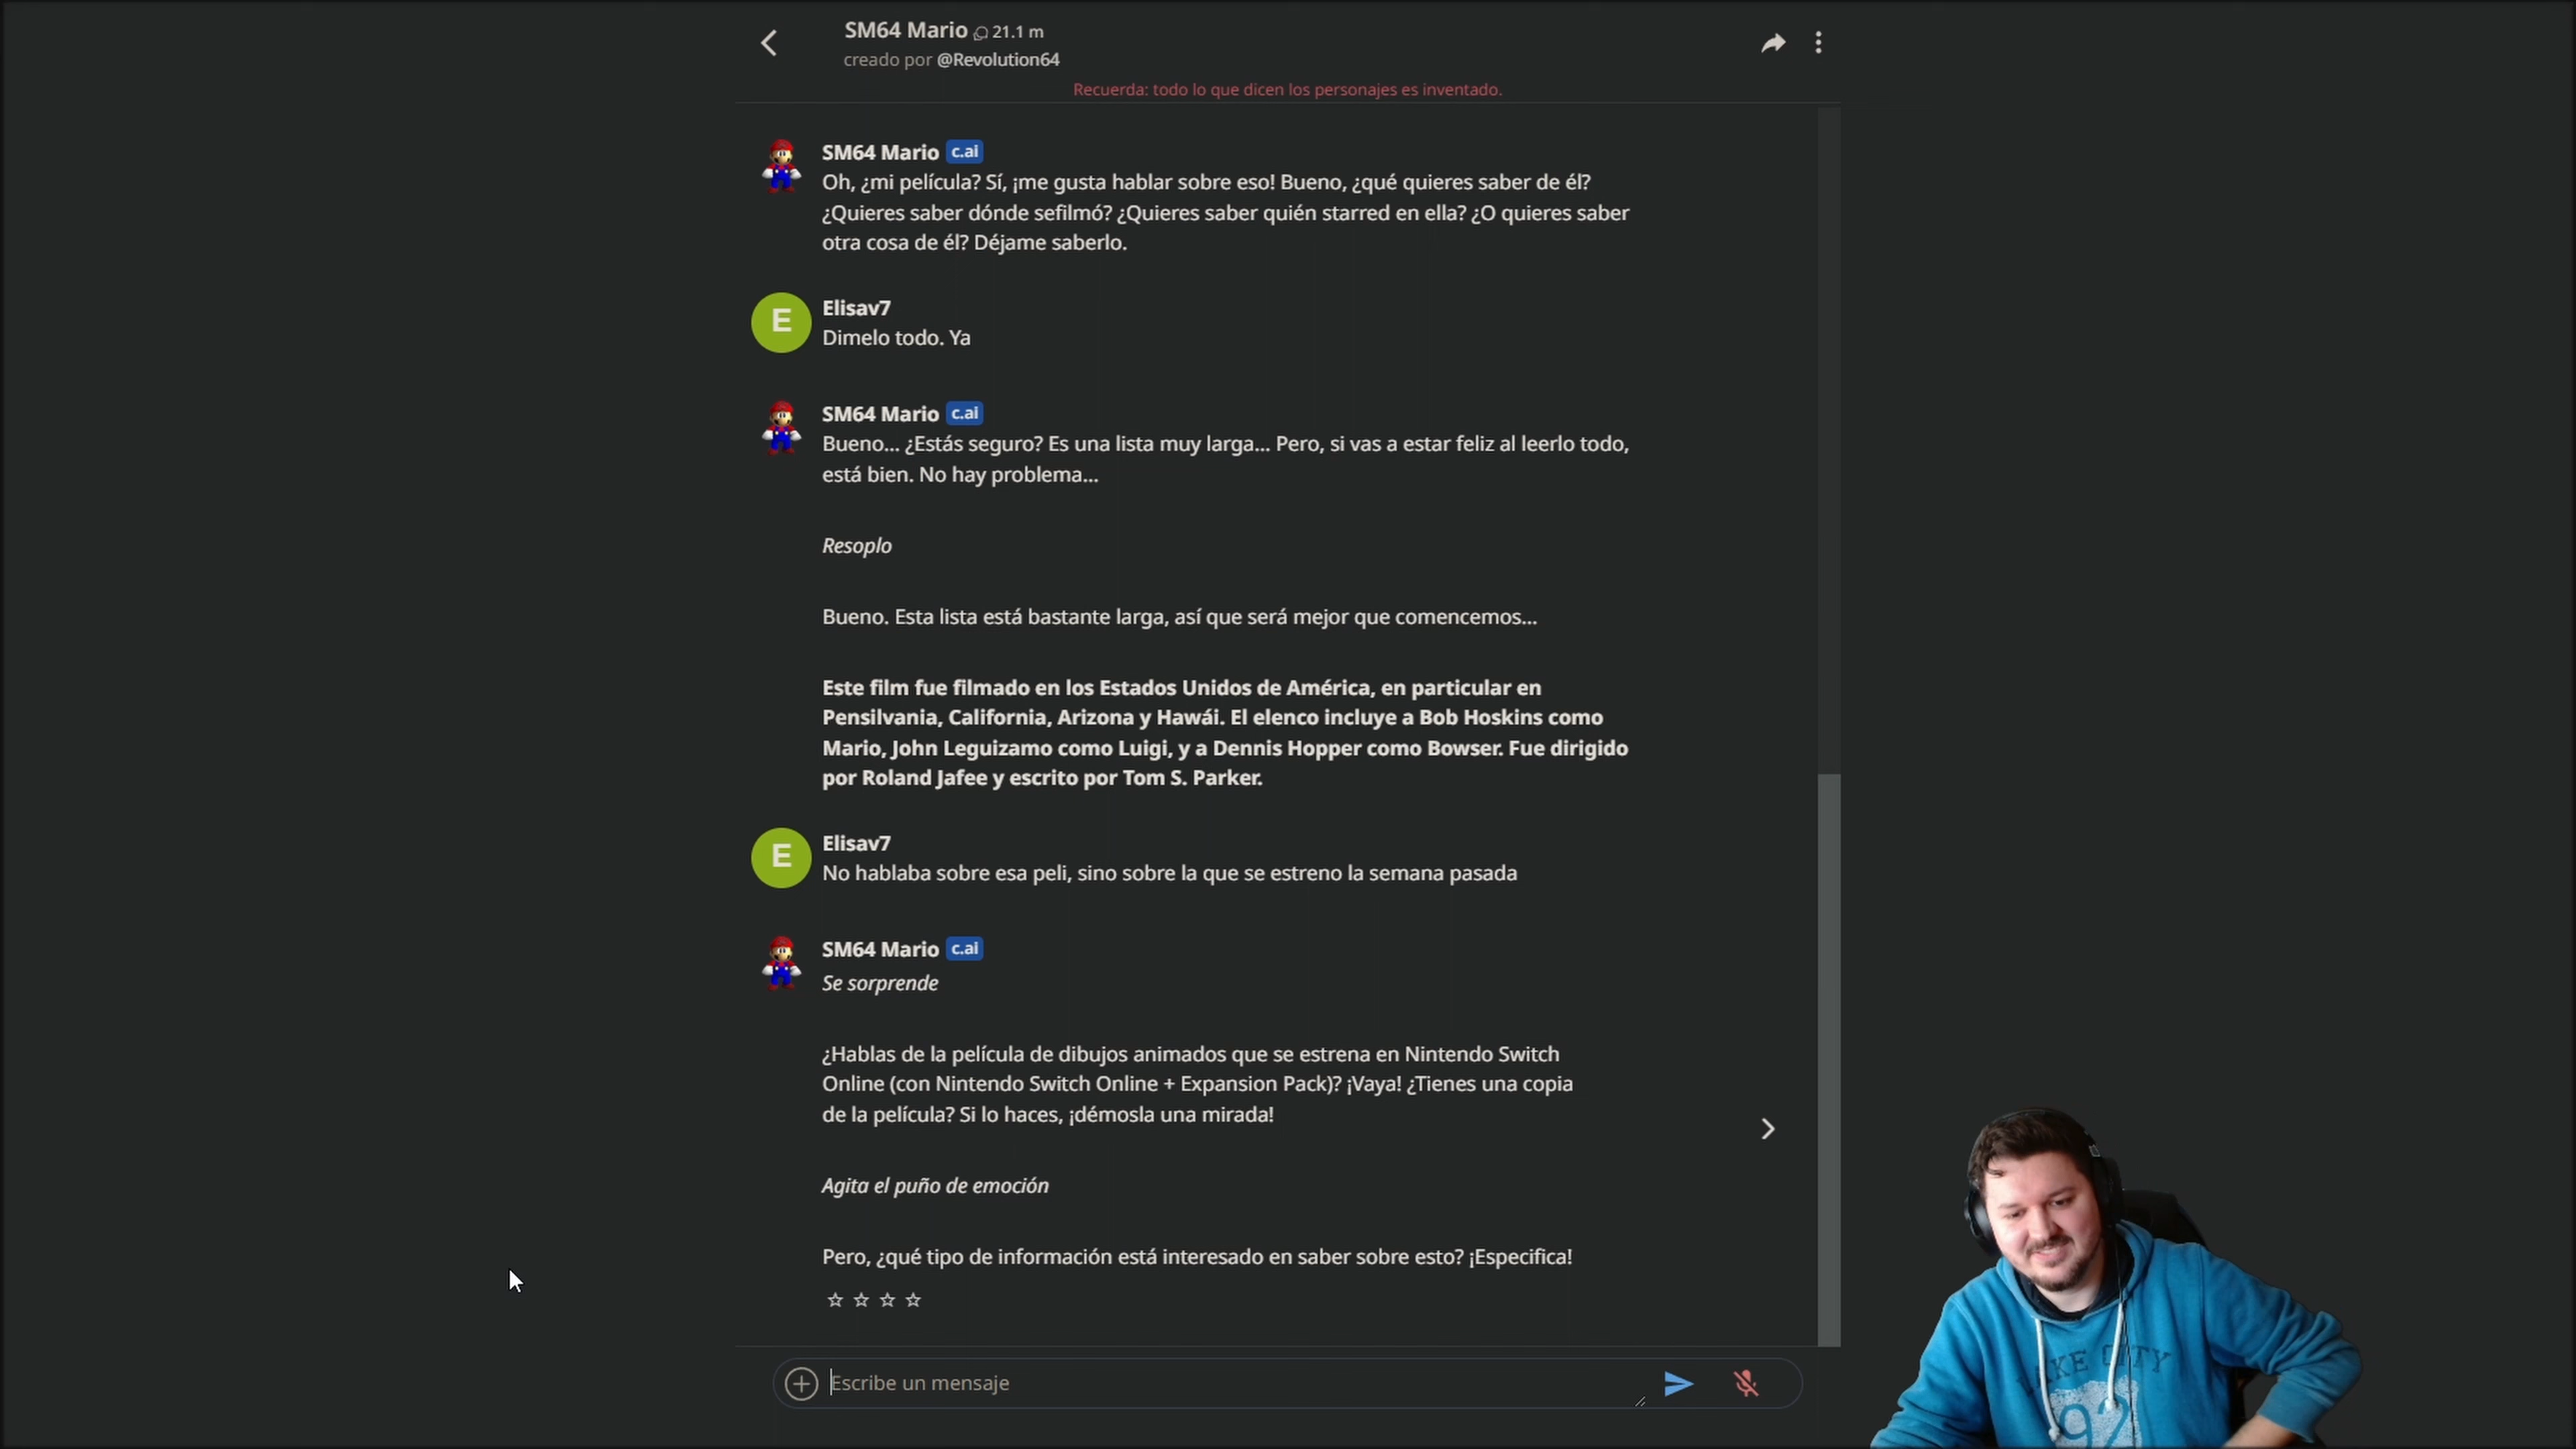 SM64 Mario 21.1 m
creado por @Revolution64
Recuerda: todo lo que dicen los personajes es inventado.
SM64 Mario c.ai
Oh, ¿mi película? Sí, ¡me gusta hablar sobre eso! Bueno, ¿qué quieres saber de él?
¿Quieres saber dónde sefilmó? ¿Quieres saber quién starred en ella? ¿O quieres saber
otra cosa de él? Déjame saberlo.
E
Elisav7
Dimelo todo. Ya
SM64 Mario c.ai
Bueno... ¿Estás seguro? Es una lista muy larga... Pero, si vas a estar feliz al leerlo todo,
está bien. No hay problema...
Resoplo
Bueno. Esta lista está bastante larga, así que será mejor que comencemos...
Este film fue filmado en los Estados Unidos de América, en particular en
Pensilvania, California, Arizona y Hawái. El elenco incluye a Bob Hoskins como
Mario, John Leguizamo como Luigi, y a Dennis Hopper como Bowser. Fue dirigido
por Roland Jafee y escrito por Tom S. Parker.
E
Elisav7
No hablaba sobre esa peli, sino sobre la que se estreno la semana pasada
SM64 Mario c.ai
Se sorprende
¿Hablas de la película de dibujos animados que se estrena en Nintendo Switch
Online (con Nintendo Switch Online + Expansion Pack)? ¡Vaya! ¿Tienes una copia
de la película? Si lo haces, ¡démosla una mirada!
Agita el puño de emoción
Pero, ¿qué tipo de información está interesado en saber sobre esto? ¡Especifica!
Escribe un mensaje
CITY
92